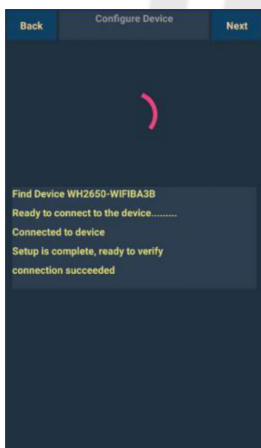 Back
Configure Device
Next
Find Device WH2650-WIFIBA3B
Ready to connect to the device.........
Connected to device
Setup is complete, ready to verify
connection succeeded